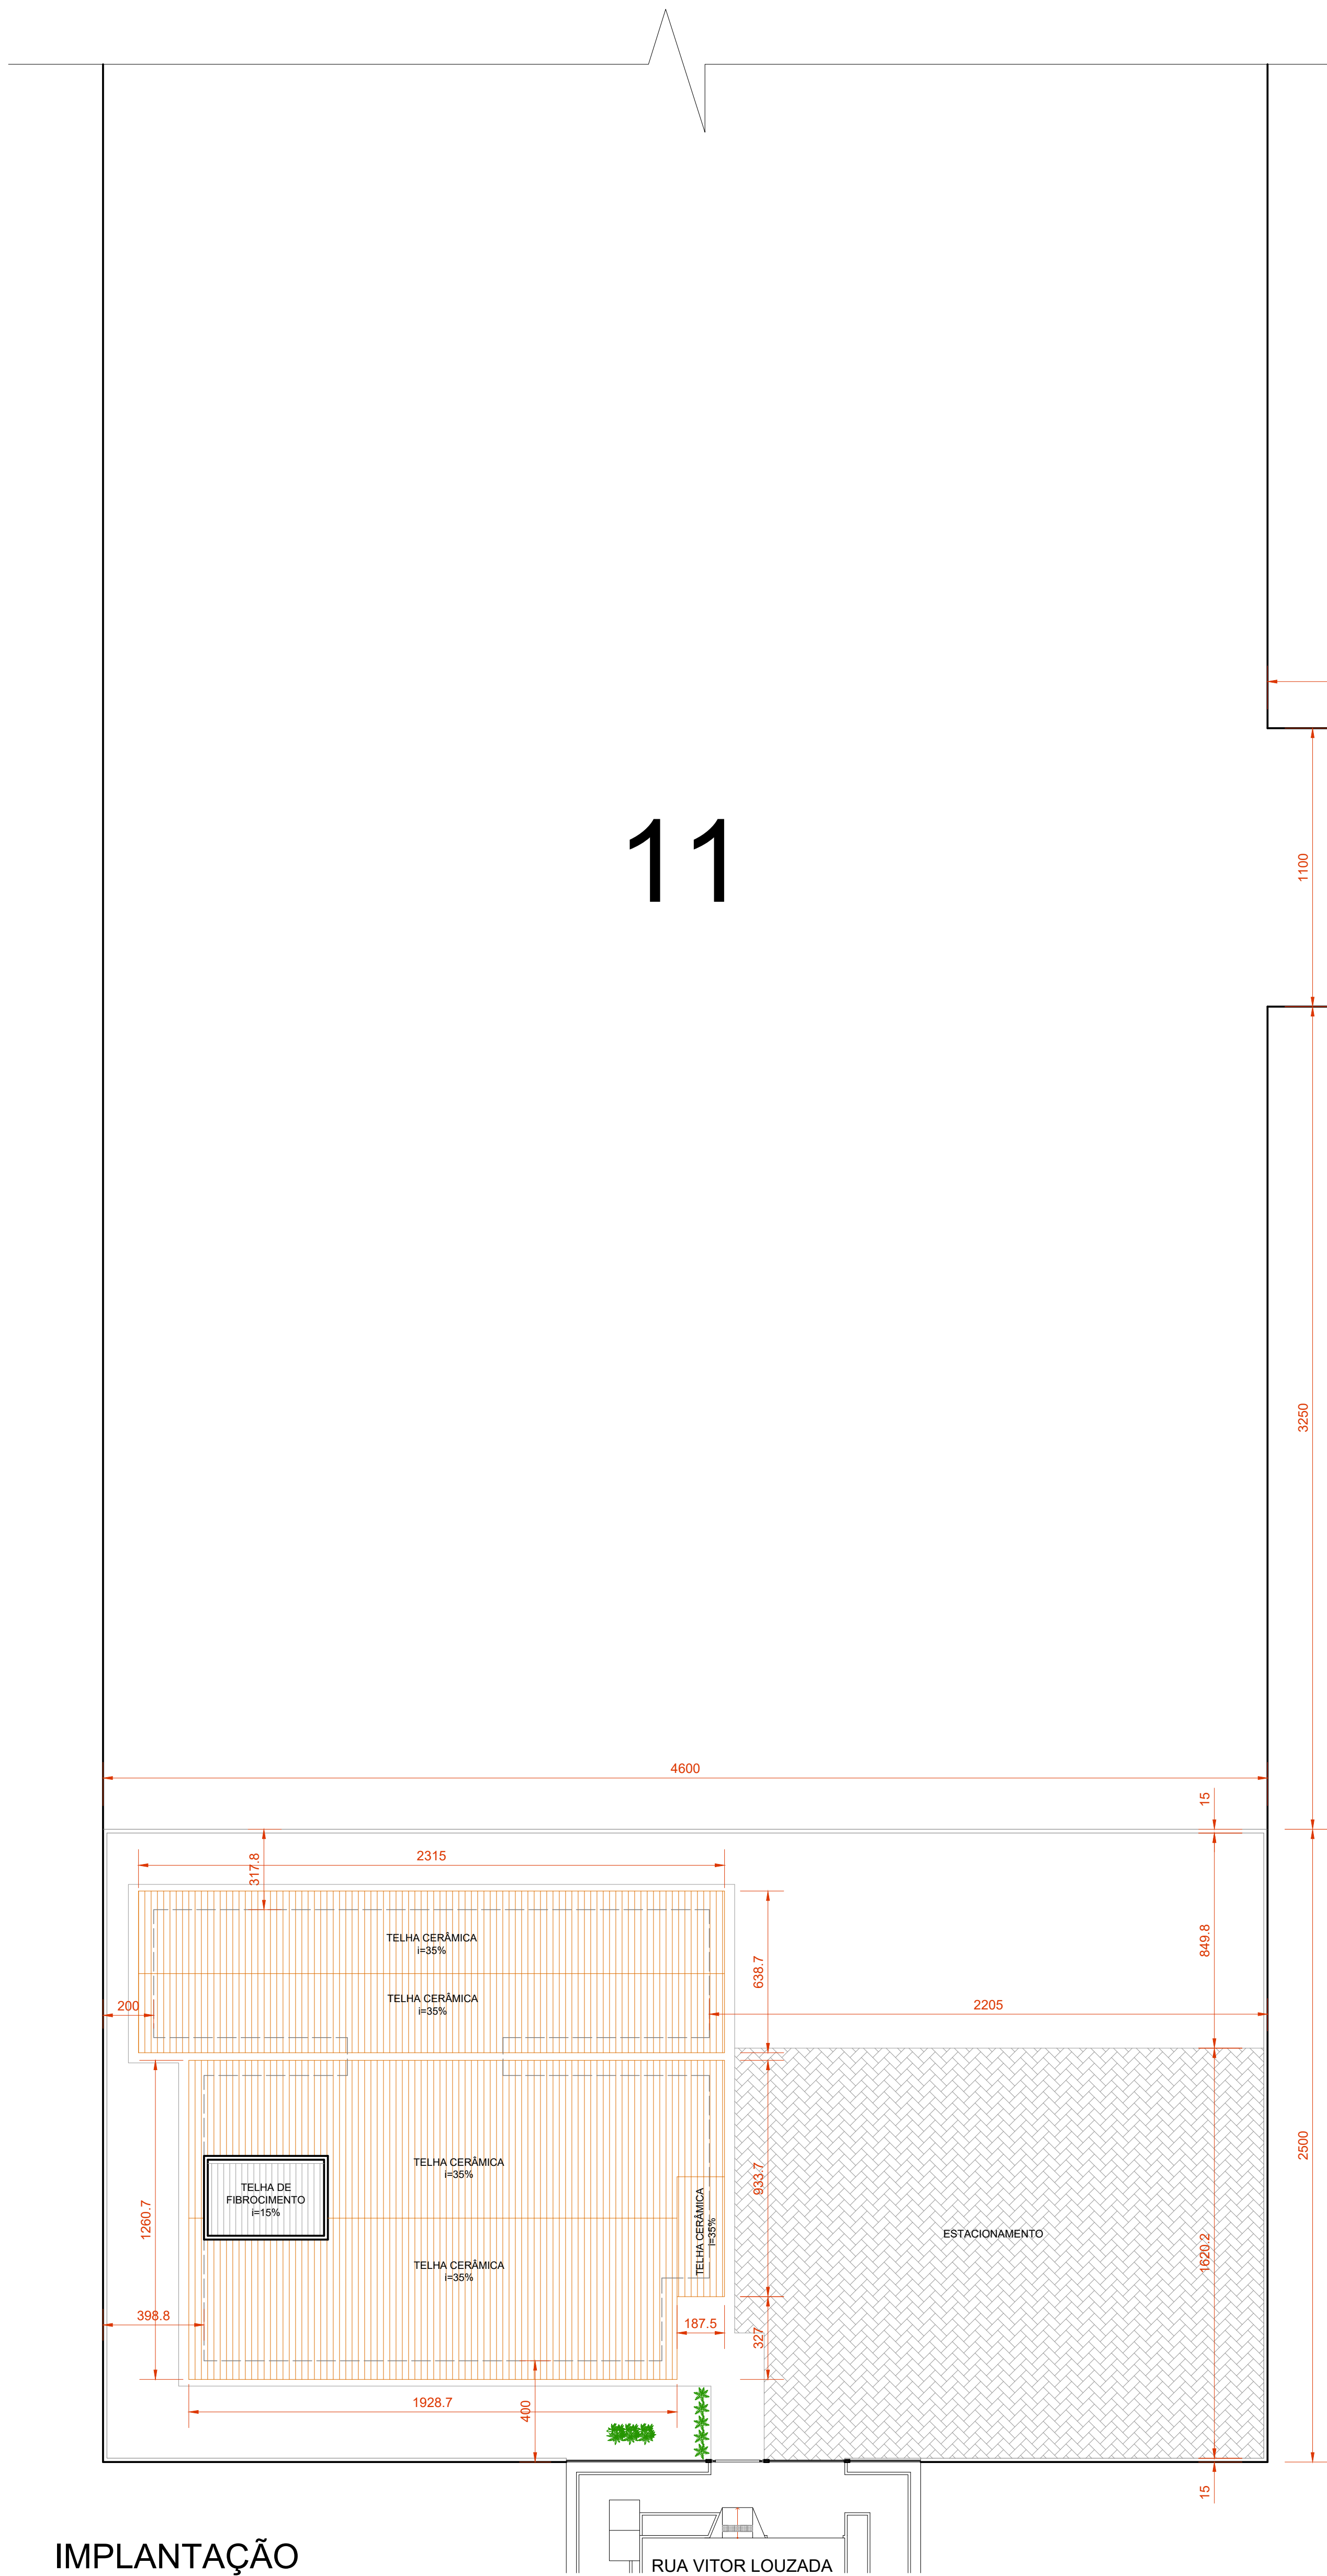 11
1100
3250
4600
15
317.8
2315
849.8
638.7
TELHA CERÂMICA
i=35%
TELHA CERÂMICA
i=35%
200
2205
2500
933.7
TELHA CERÂMICA
i=35%
TELHA DE
FIBROCIMENTO
i=15%
1260.7
TELHA CERÂMICA
i=35%
ESTACIONAMENTO
1620.2
TELHA CERÂMICA
i=35%
398.8
187.5
327
1928.7
400
15
IMPLANTAÇÃO
RUA VITOR LOUZADA